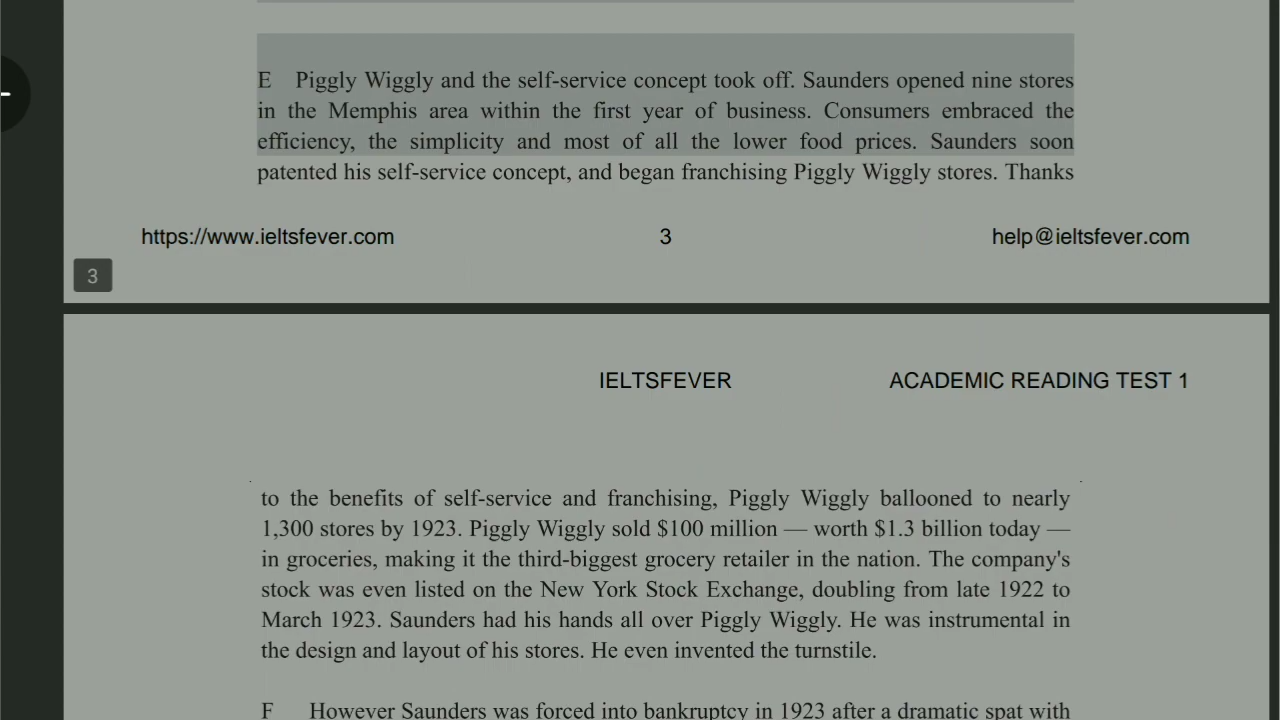 E Piggly Wiggly and the self-service concept took off. Saunders opened nine stores
in the Memphis area within the first year of business. Consumers embraced the
efficiency, the simplicity and most of all the lower food prices. Saunders soon
patented his self-service concept, and began franchising Piggly Wiggly stores. Thanks
https://www.ieltsfever.com 3 help@ieltsfever.com
3
IELTSFEVER ACADEMIC READING TEST 1
to the benefits of self-service and franchising, Piggly Wiggly ballooned to nearly
1,300 stores by 1923. Piggly Wiggly sold $100 million — worth $1.3 billion today —
in groceries, making it the third-biggest grocery retailer in the nation. The company's
stock was even listed on the New York Stock Exchange, doubling from late 1922 to
March 1923. Saunders had his hands all over Piggly Wiggly. He was instrumental in
the design and layout of his stores. He even invented the turnstile.
F However Saunders was forced into bankruptcy in 1923 after a dramatic spat with